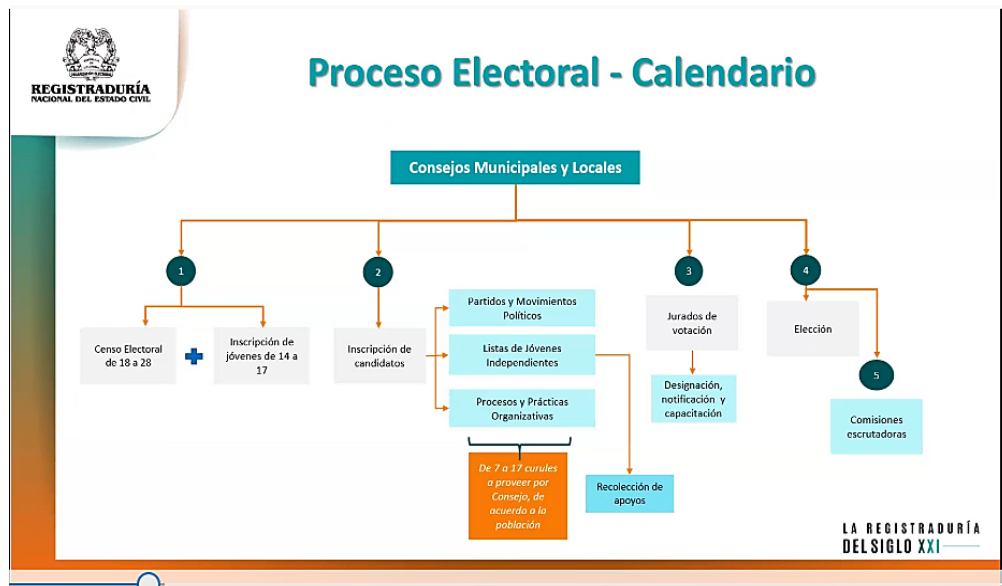 REGISTRADURÍA
NACIONAL DEL ESTADO CIVIL
Proceso Electoral - Calendario
Consejos Municipales y Locales
1
2
3
4
Censo Electoral
de 18 a 28
Inscripción de
jóvenes de 14 a
17
Inscripción de
candidatos
Partidos y Movimientos
Políticos
Listas de Jóvenes
Independientes
Procesos y Prácticas
Organizativas
De 7 a 17 curules
a proveer por
Consejo, de
acuerdo a la
población
Recolección de
apoyos
Jurados de
votación
Designación,
notificación y
capacitación
Elección
5
Comisiones
escrutadoras
LA REGISTRADURÍA
DEL SIGLO XXI